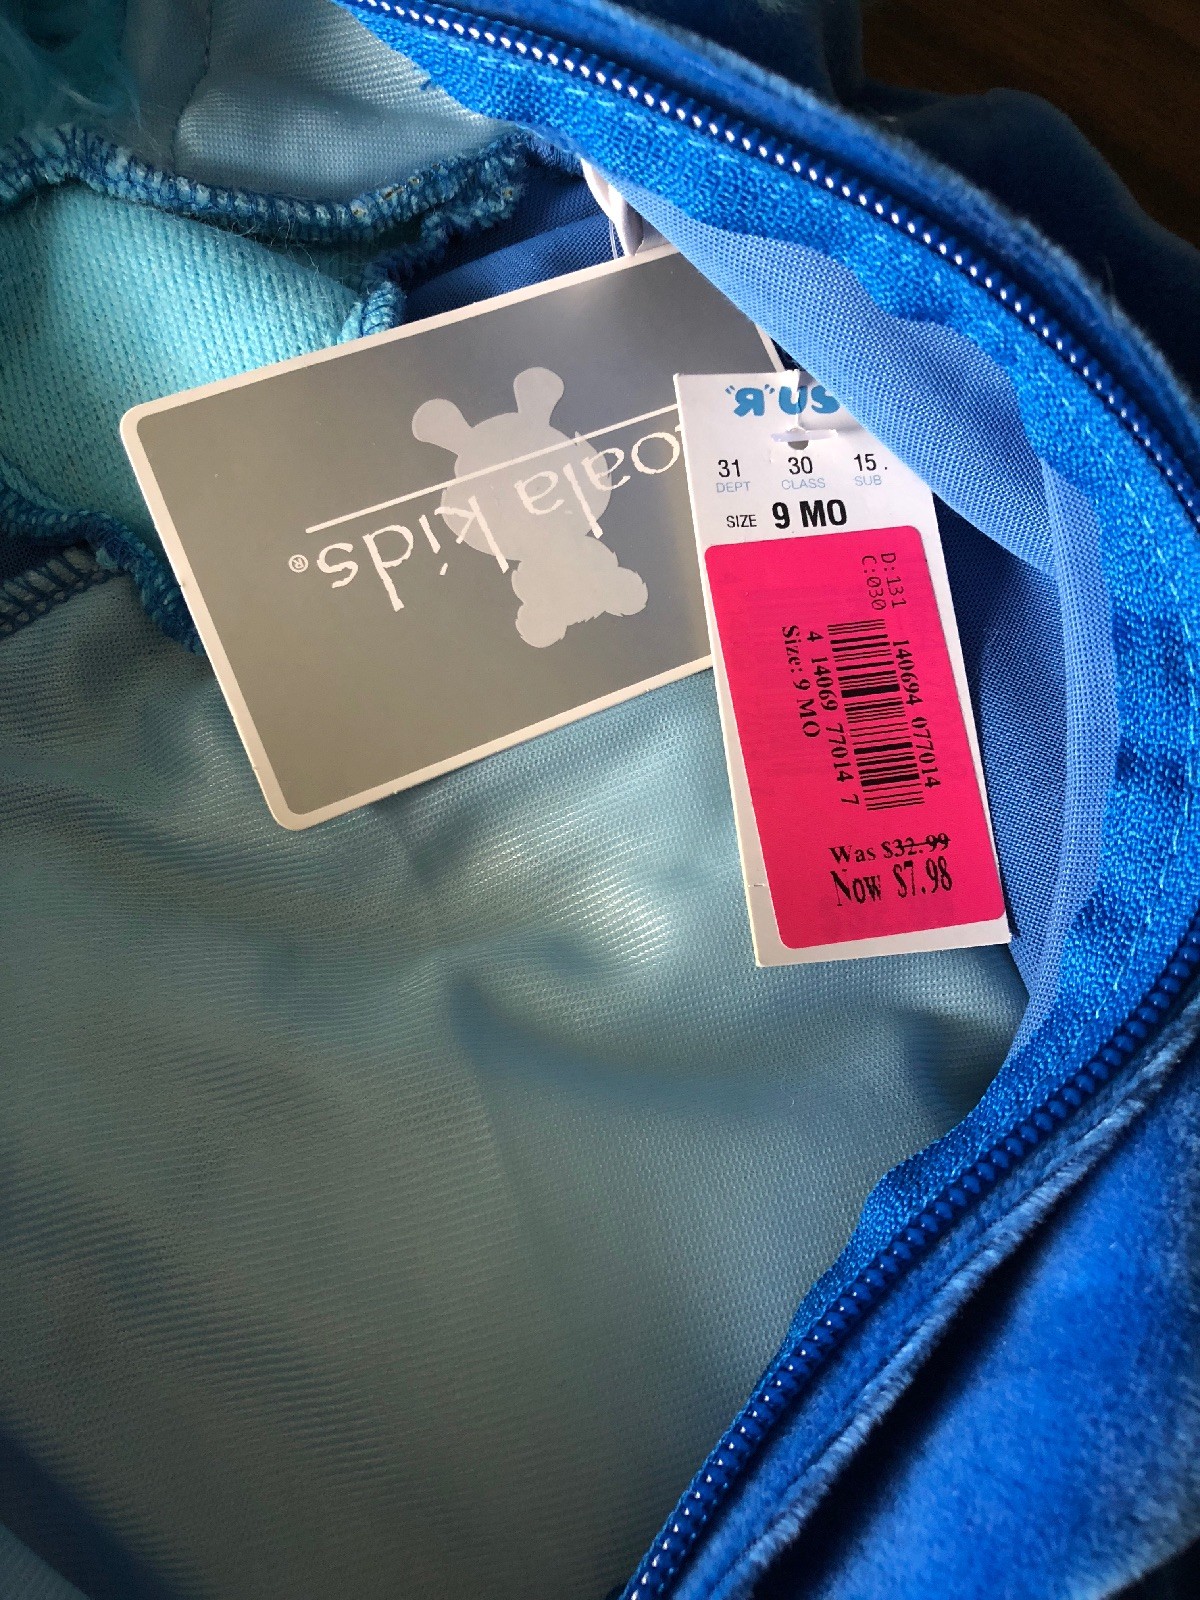 "R" US
31 30 15.
DEPT CLASS SUB
SIZE 9 MO
D:131
C:030
140694 077014
4 14069 77014 7
Size: 9 MO
Was $32.99
Now $7.98
oala kids®